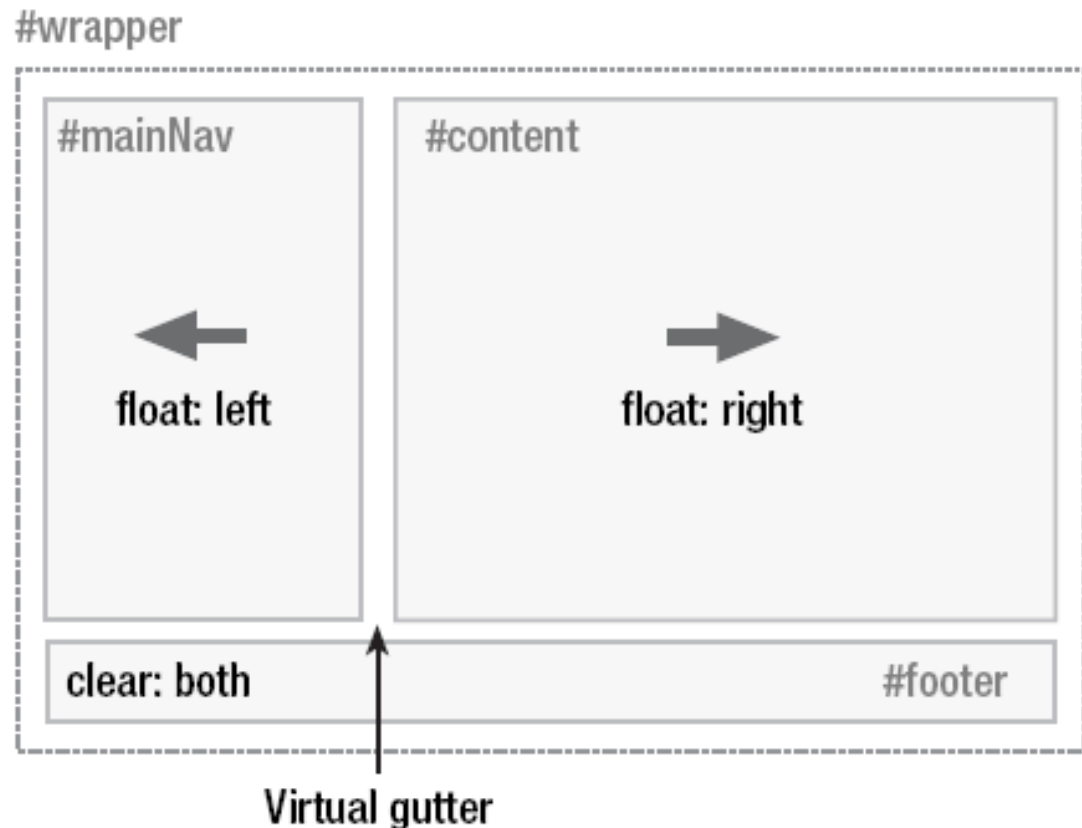 #wrapper
#mainNav
#content
float: left
float: right
clear: both
#footer
Virtual gutter